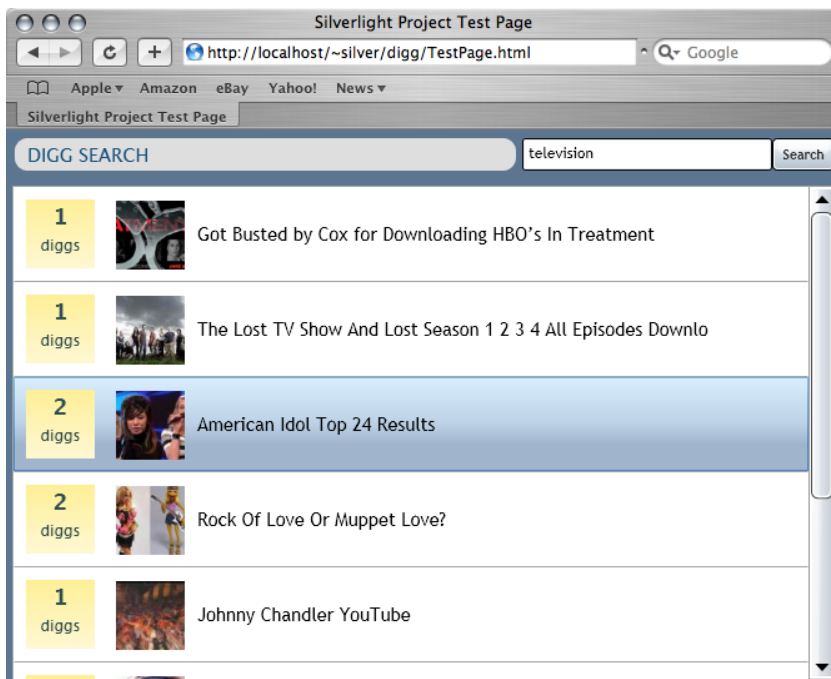 Silverlight Project Test Page
http://localhost/~silver/digg/TestPage.html
Google
Apple Amazon eBay Yahoo! News
Silverlight Project Test Page
DIGG SEARCH
television
Search
1
diggs
Got Busted by Cox for Downloading HBO's In Treatment
1
diggs
The Lost TV Show And Lost Season 1 2 3 4 All Episodes Downlo
2
diggs
American Idol Top 24 Results
2
diggs
Rock Of Love Or Muppet Love?
1
diggs
Johnny Chandler YouTube